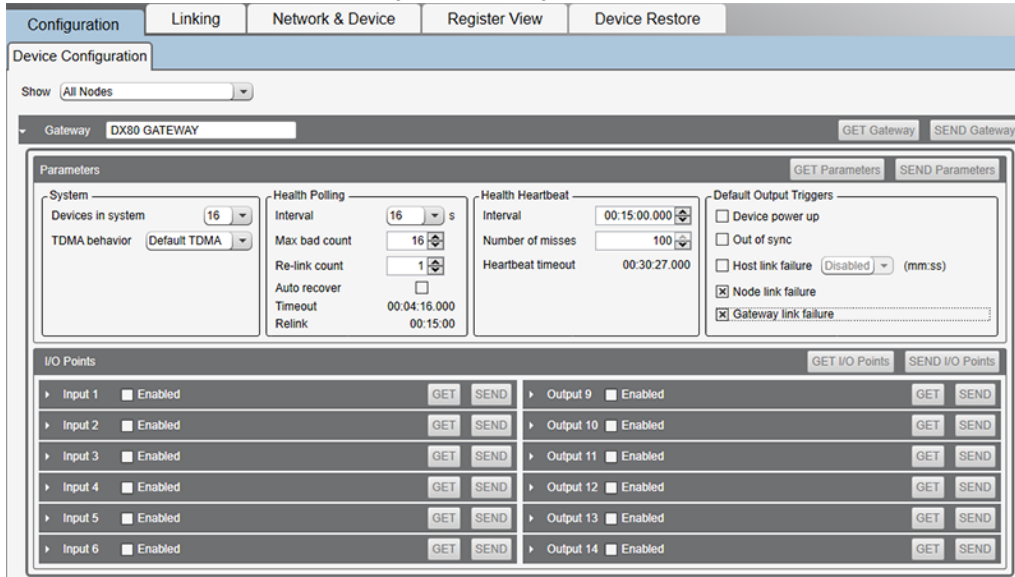 Configuration Linking Network & Device Register View Device Restore
Device Configuration
Show All Nodes
Gateway DX80 GATEWAY GET Gateway SEND Gateway
Parameters GET Parameters SEND Parameters
System
Devices in system 16
TDMA behavior Default TDMA
Health Polling
Interval 16 s
Max bad count 16
Re-link count 1
Auto recover
Timeout 00:04:16.000
Relink 00:15:00
Health Heartbeat
Interval 00:15:00.000
Number of misses 100
Heartbeat timeout 00:30:27.000
Default Output Triggers
Device power up
Out of sync
Host link failure Disabled (mm:ss)
Node link failure
Gateway link failure
I/O Points GET I/O Points SEND I/O Points
Input 1 Enabled GET SEND Output 9 Enabled GET SEND
Input 2 Enabled GET SEND Output 10 Enabled GET SEND
Input 3 Enabled GET SEND Output 11 Enabled GET SEND
Input 4 Enabled GET SEND Output 12 Enabled GET SEND
Input 5 Enabled GET SEND Output 13 Enabled GET SEND
Input 6 Enabled GET SEND Output 14 Enabled GET SEND